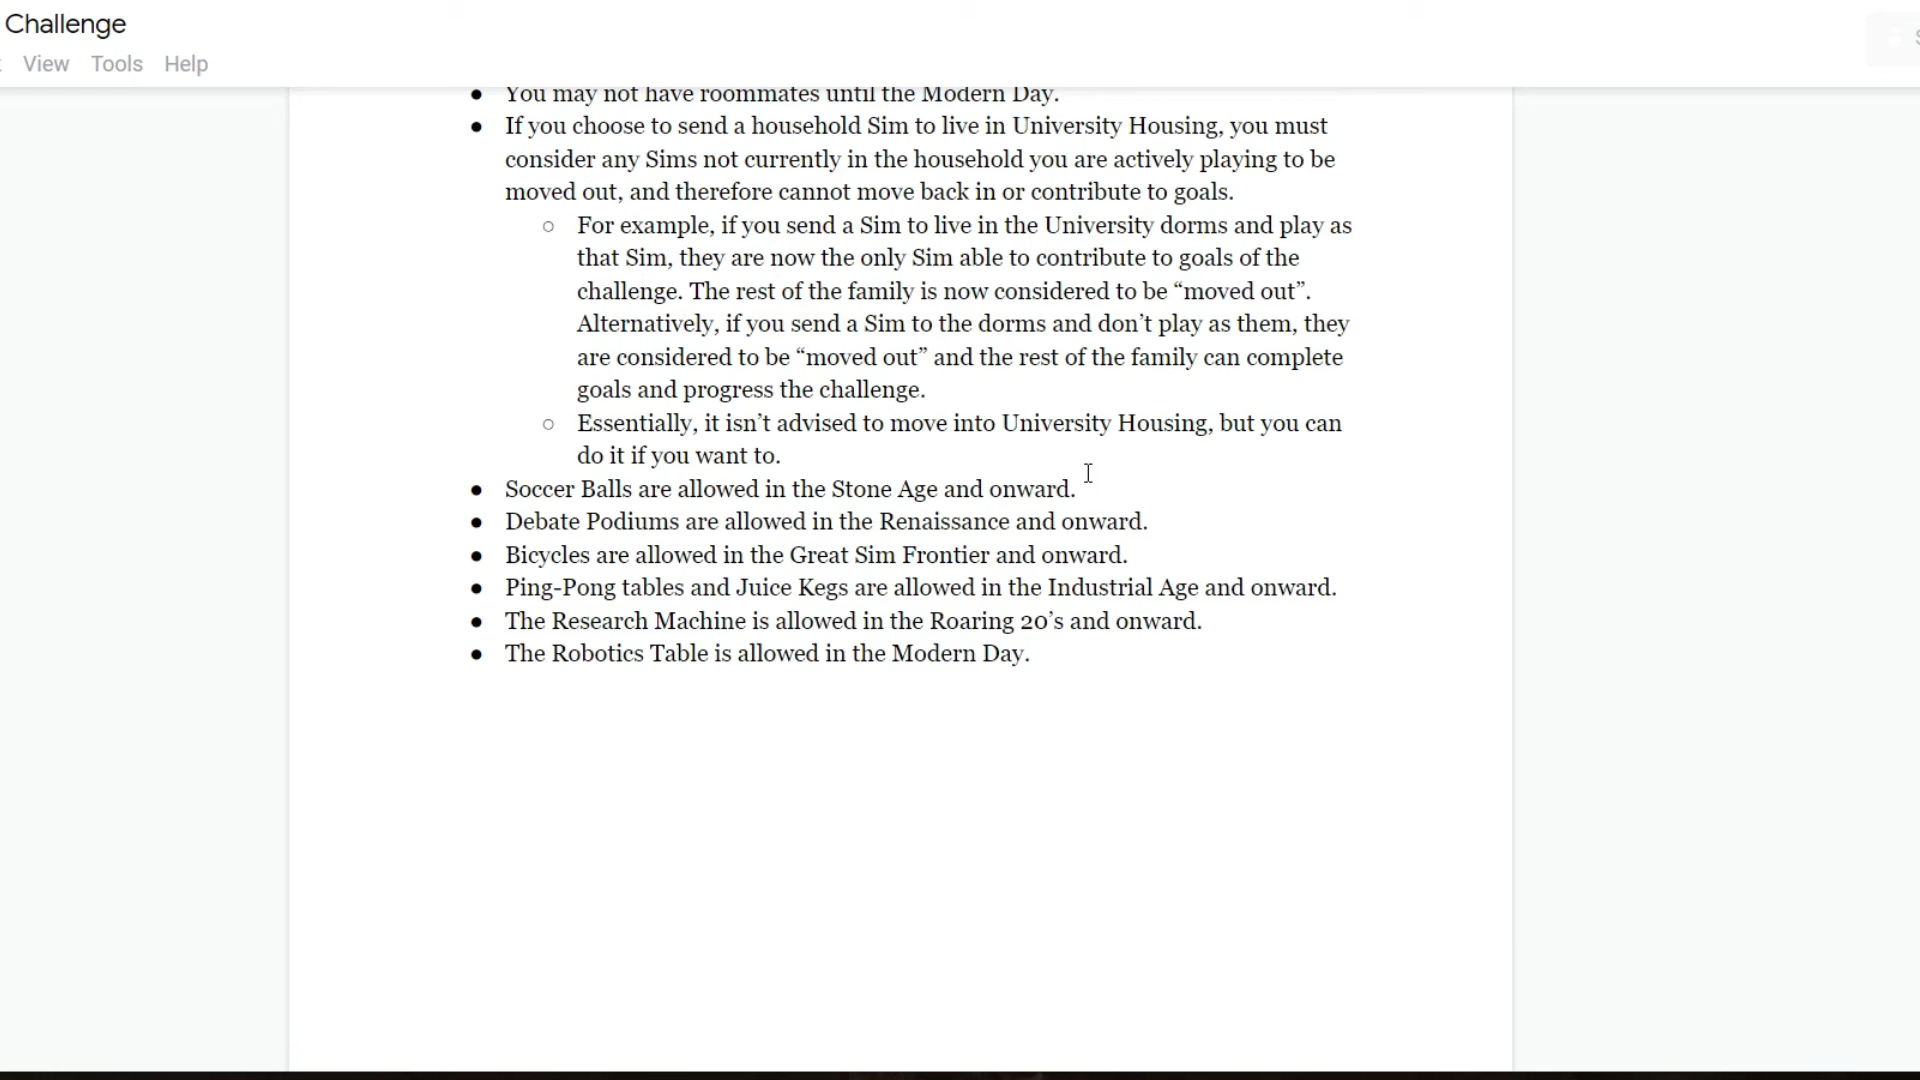 Challenge
View Tools Help
You may not have roommates until the Modern Day.
If you choose to send a household Sim to live in University Housing, you must
consider any Sims not currently in the household you are actively playing to be
moved out, and therefore cannot move back in or contribute to goals.
For example, if you send a Sim to live in the University dorms and play as
that Sim, they are now the only Sim able to contribute to goals of the
challenge. The rest of the family is now considered to be “moved out”.
Alternatively, if you send a Sim to the dorms and don’t play as them, they
are considered to be “moved out” and the rest of the family can complete
goals and progress the challenge.
Essentially, it isn’t advised to move into University Housing, but you can
do it if you want to.
Soccer Balls are allowed in the Stone Age and onward.
Debate Podiums are allowed in the Renaissance and onward.
Bicycles are allowed in the Great Sim Frontier and onward.
Ping-Pong tables and Juice Kegs are allowed in the Industrial Age and onward.
The Research Machine is allowed in the Roaring 20’s and onward.
The Robotics Table is allowed in the Modern Day.